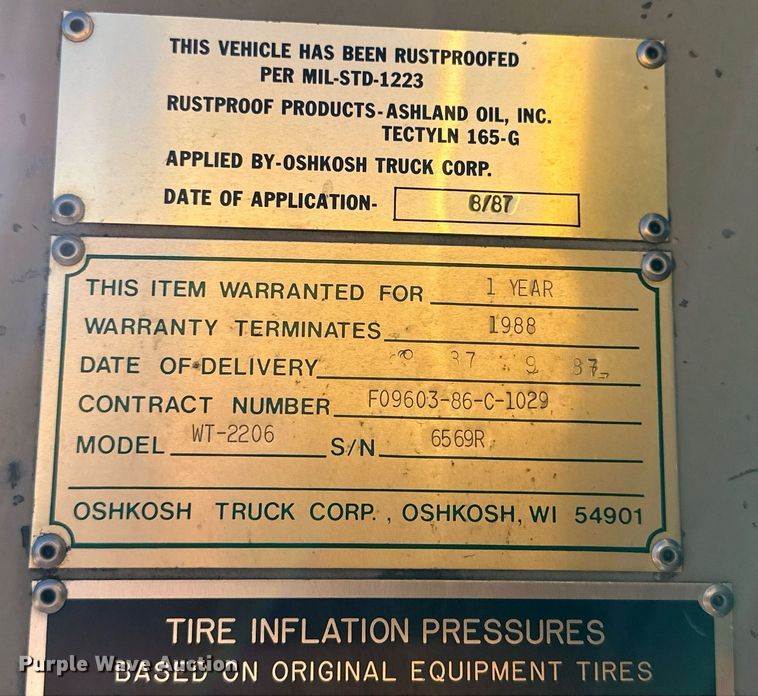 THIS VEHICLE HAS BEEN RUSTPROOFED
PER MIL-STD-1223
RUSTPROOF PRODUCTS-ASHLAND OIL, INC.
TECTYLN 165-G
APPLIED BY-OSHKOSH TRUCK CORP.
DATE OF APPLICATION- 8/87
THIS ITEM WARRANTED FOR 1 YEAR
WARRANTY TERMINATES 1988
DATE OF DELIVERY
CONTRACT NUMBER F09603-86-C-1029
MODEL WT-2206 S/N 6569R
OSHKOSH TRUCK CORP., OSHKOSH, WI 54901
TIRE INFLATION PRESSURES
BASED ON ORIGINAL EQUIPMENT TIRES
Purple Wave Auction